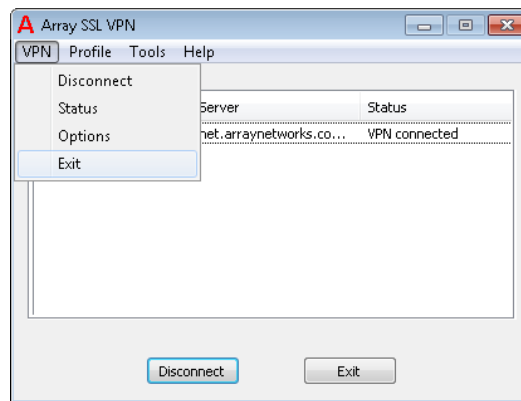 A Array SSL VPN
VPN Profile Tools Help
Disconnect
Status
Options
Exit
Server Status
net.arraynetworks.co... VPN connected
Disconnect Exit